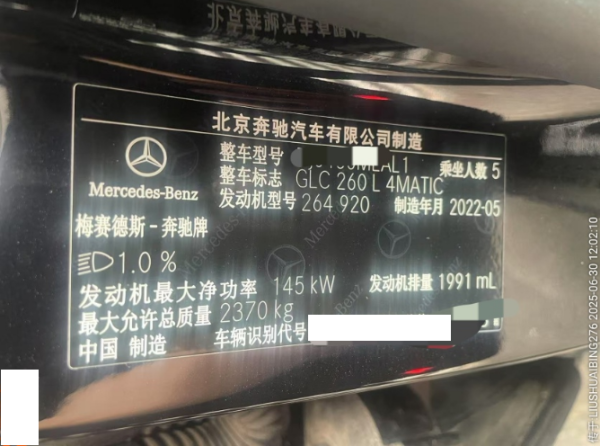 北京奔驰汽车有限公司制造
整车型号 乘坐人数 5
整车标志 GLC 260 L 4MATIC
发动机型号 264 920 制造年月 2022-05
Mercedes-Benz
梅赛德斯-奔驰牌
1.0 %
发动机最大净功率 145 kW 发动机排量 1991 mL
最大允许总质量 2370 kg
中国 制造 车辆识别代号
LIUSHUAIBING276 2025-06-30 12:02:10